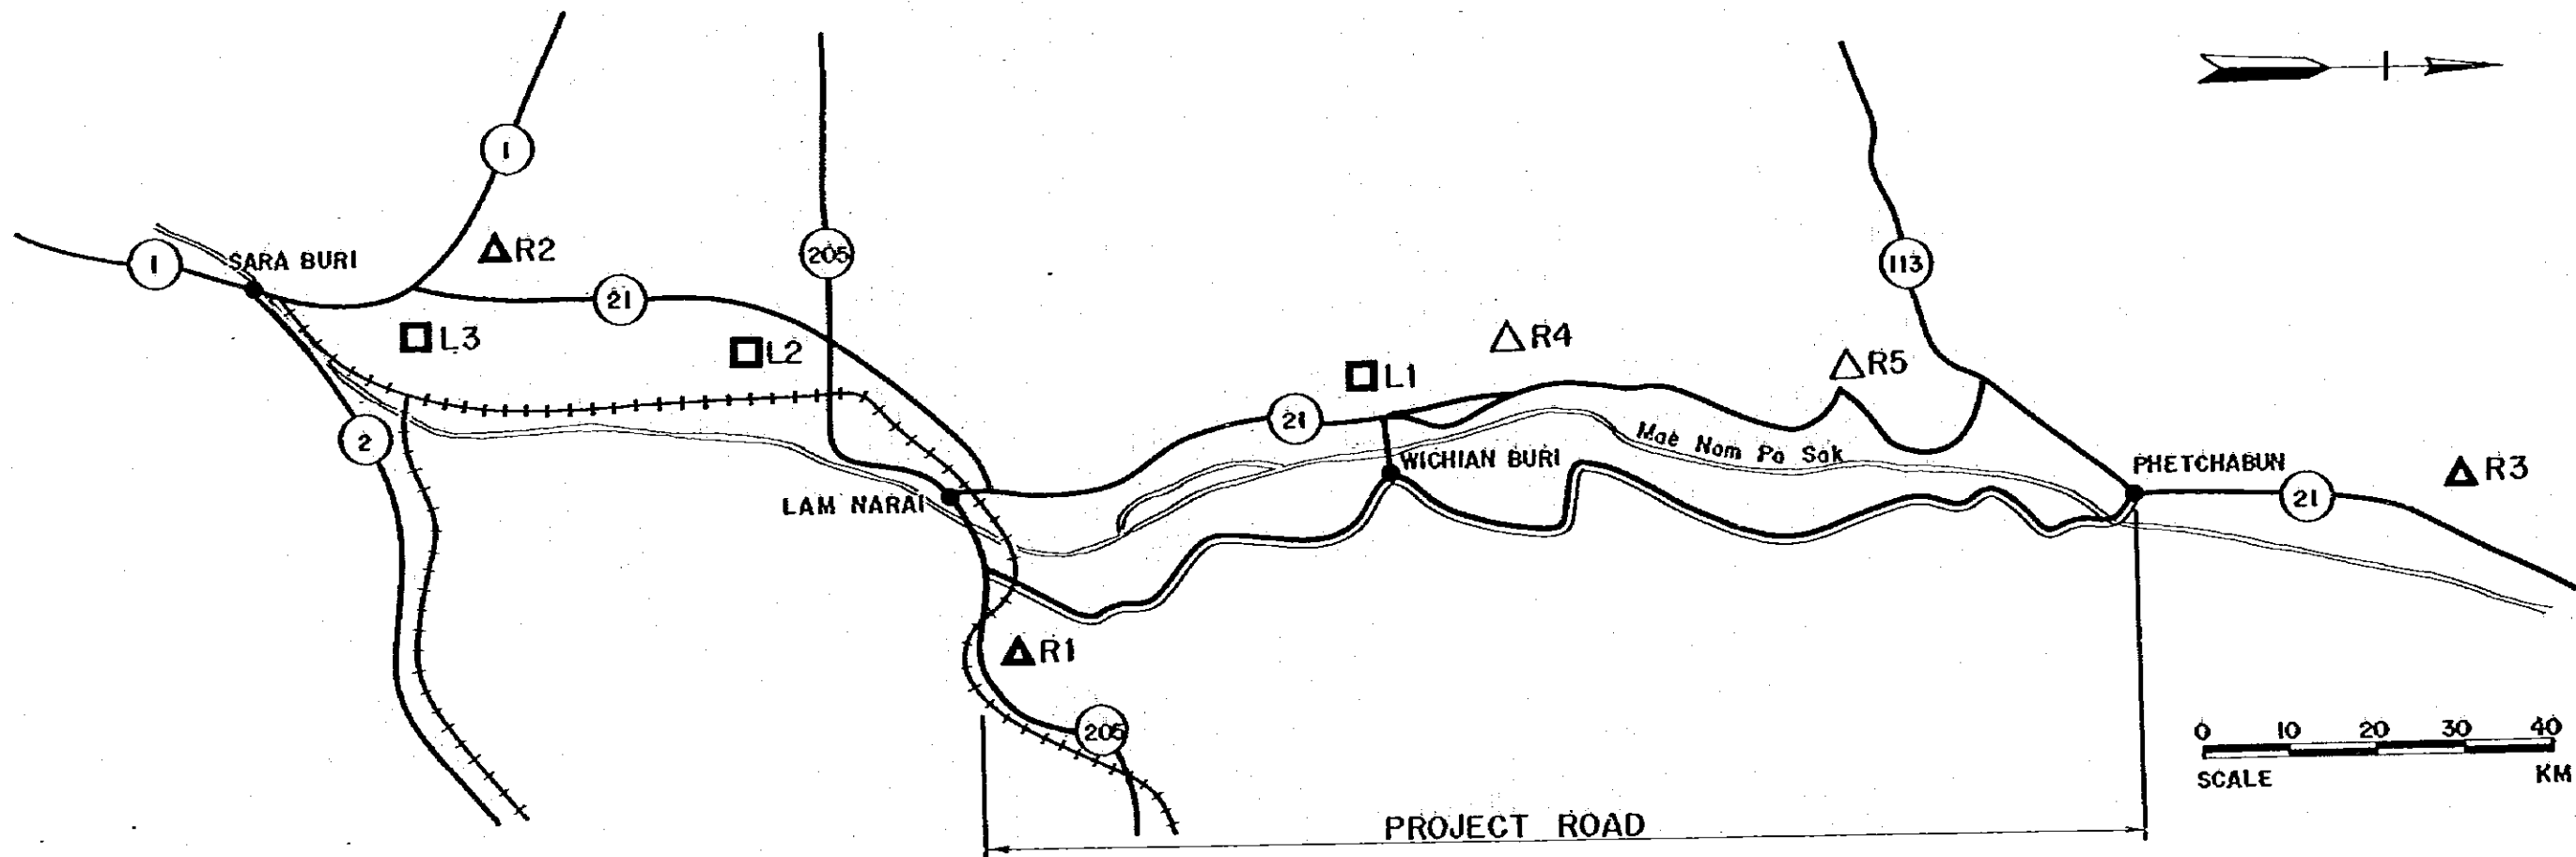 1
205
113
1
SARA BURI
R2
21
L3
L2
2
LAM NARAI
21
L1
R4
R5
WICHIAN BURI
Mae Nam Pa Sak
PHETCHABUN
21
R3
R1
205
0 10 20 30 40
SCALE KM
PROJECT ROAD